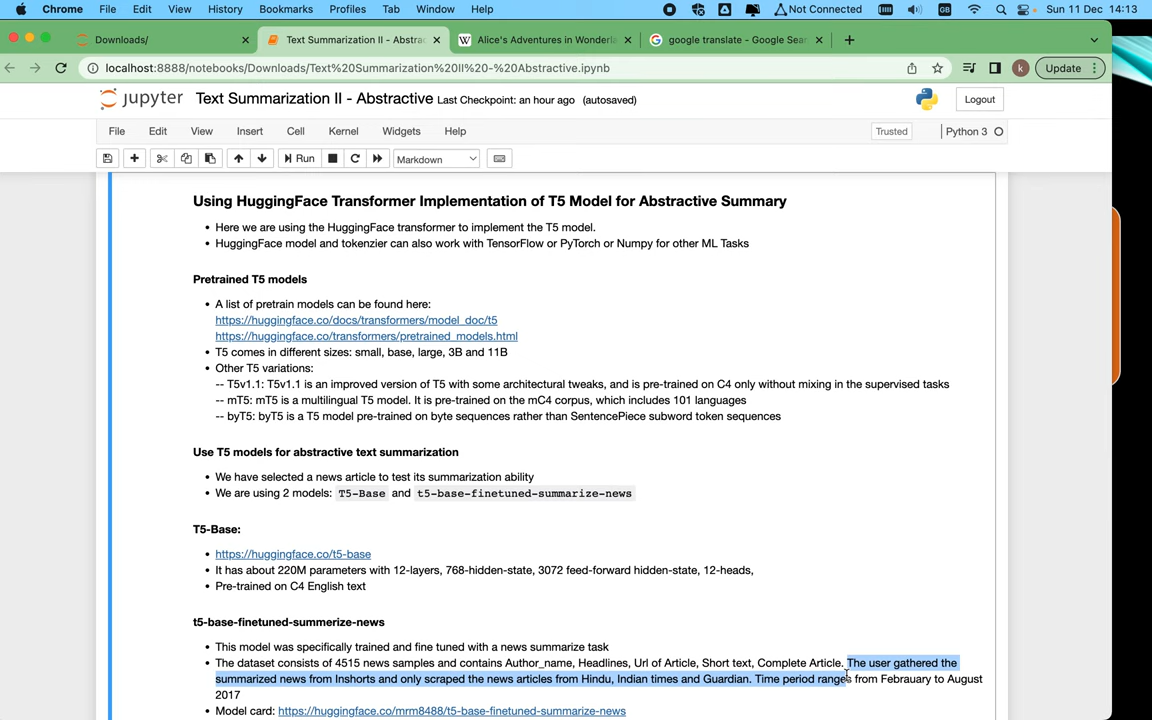 Chrome File Edit View History Bookmarks Profiles Tab Window Help Not Connected GB Sun 11 Dec 14:13
Downloads/ Text Summarization II - Abstrac Alice's Adventures in Wonderla google translate - Google Sear
localhost:8888/notebooks/Downloads/Text%20Summarization%20II%20-%20Abstractive.ipynb k Update
jupyter Text Summarization II - Abstractive Last Checkpoint: an hour ago (autosaved) Logout
File Edit View Insert Cell Kernel Widgets Help Trusted Python 3
Run Markdown
Using HuggingFace Transformer Implementation of T5 Model for Abstractive Summary
• Here we are using the HuggingFace transformer to implement the T5 model.
• HuggingFace model and tokenzier can also work with TensorFlow or PyTorch or Numpy for other ML Tasks
Pretrained T5 models
• A list of pretrain models can be found here:
https://huggingface.co/docs/transformers/model_doc/t5
https://huggingface.co/transformers/pretrained_models.html
• T5 comes in different sizes: small, base, large, 3B and 11B
• Other T5 variations:
-- T5v1.1: T5v1.1 is an improved version of T5 with some architectural tweaks, and is pre-trained on C4 only without mixing in the supervised tasks
-- mT5: mT5 is a multilingual T5 model. It is pre-trained on the mC4 corpus, which includes 101 languages
-- byT5: byT5 is a T5 model pre-trained on byte sequences rather than SentencePiece subword token sequences
Use T5 models for abstractive text summarization
• We have selected a news article to test its summarization ability
• We are using 2 models: T5-Base and t5-base-finetuned-summarize-news
T5-Base:
• https://huggingface.co/t5-base
• It has about 220M parameters with 12-layers, 768-hidden-state, 3072 feed-forward hidden-state, 12-heads,
• Pre-trained on C4 English text
t5-base-finetuned-summerize-news
• This model was specifically trained and fine tuned with a news summarize task
• The dataset consists of 4515 news samples and contains Author_name, Headlines, Url of Article, Short text, Complete Article. The user gathered the
summarized news from Inshorts and only scraped the news articles from Hindu, Indian times and Guardian. Time period ranges from Febrauary to August
2017
• Model card: https://huggingface.co/mrm8488/t5-base-finetuned-summarize-news